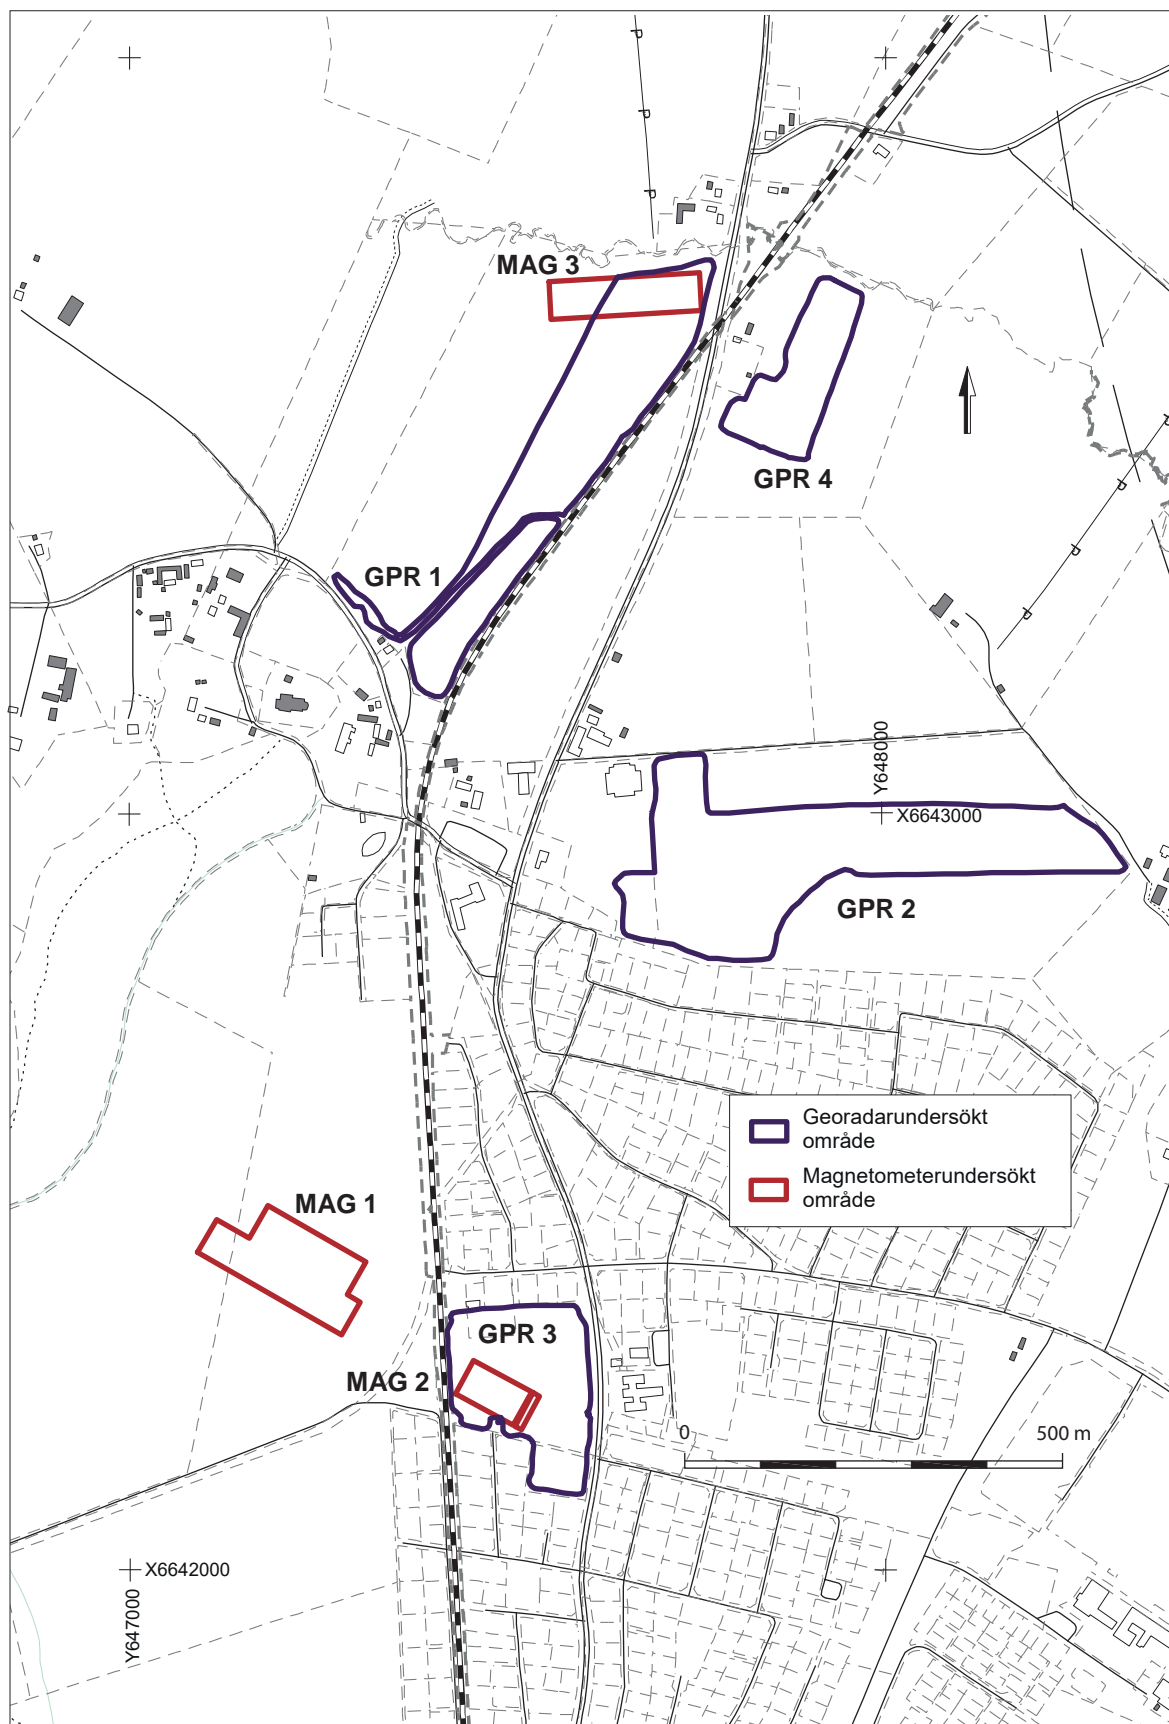 MAG 3
GPR 4
GPR 1
Y648000
X6643000
GPR 2
Georadarundersökt
område
Magnetometerundersökt
område
MAG 1
GPR 3
MAG 2
0
500 m
X6642000
Y647000